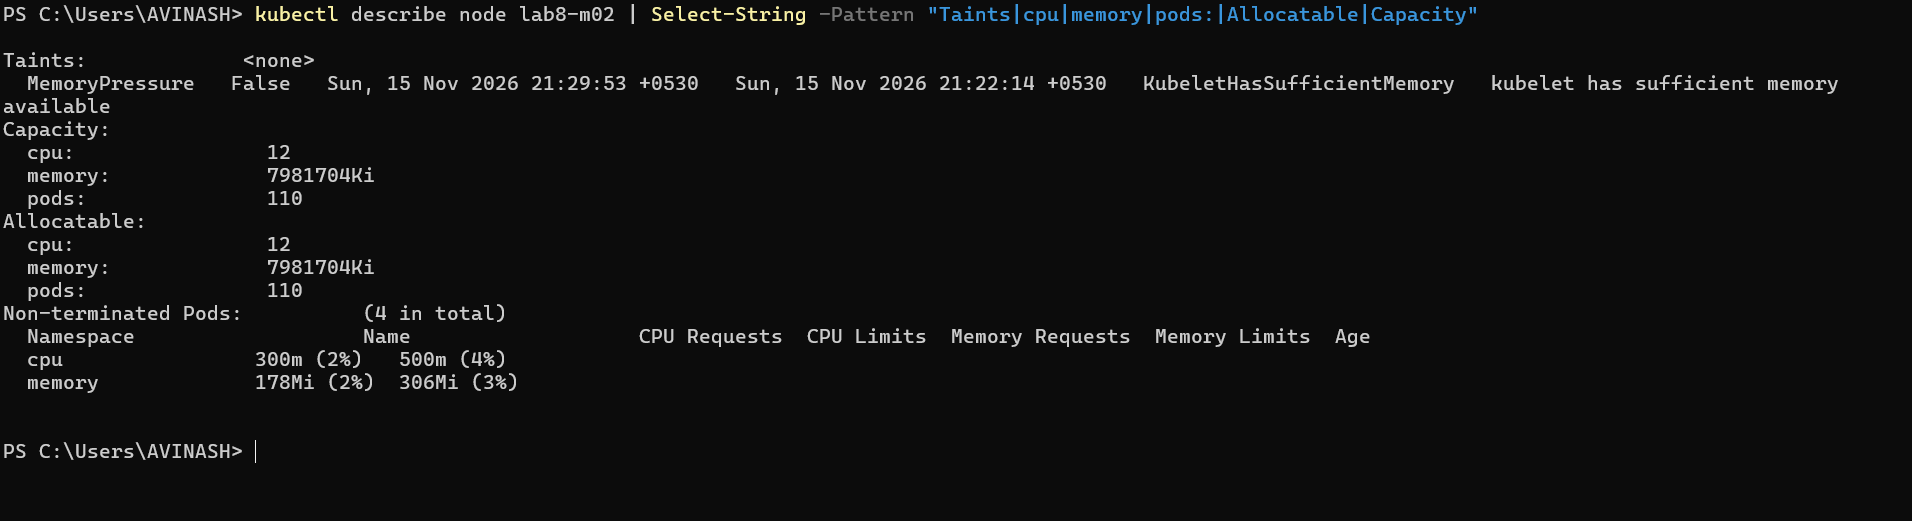 PS C:\Users\AVINASH> kubectl describe node lab8-m02 | Select-String -Pattern "Taints|cpu|memory|pods:|Allocatable|Capacity"
Taints:             <none>
  MemoryPressure   False   Sun, 15 Nov 2026 21:29:53 +0530   Sun, 15 Nov 2026 21:22:14 +0530   KubeletHasSufficientMemory   kubelet has sufficient memory
available
Capacity:
  cpu:                12
  memory:             7981704Ki
  pods:               110
Allocatable:
  cpu:                12
  memory:             7981704Ki
  pods:               110
Non-terminated Pods:          (4 in total)
  Namespace                   Name                   CPU Requests  CPU Limits  Memory Requests  Memory Limits  Age
  cpu                300m (2%)   500m (4%)
  memory             178Mi (2%)  306Mi (3%)
PS C:\Users\AVINASH>